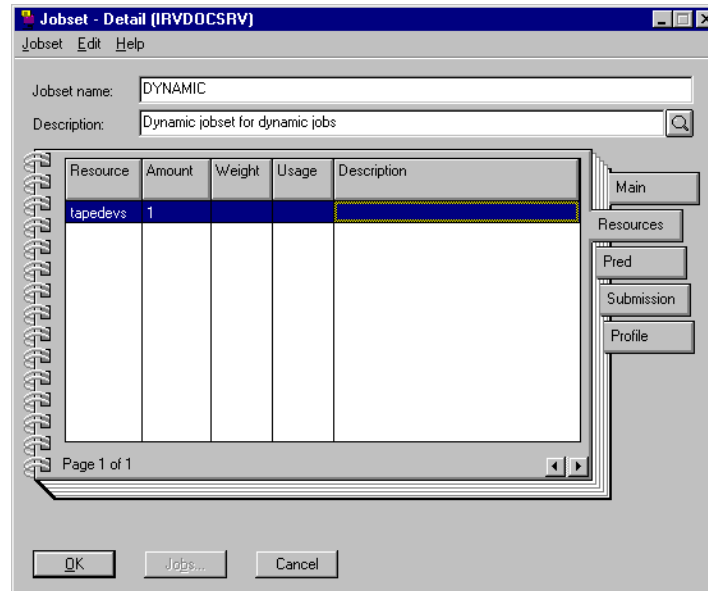 Jobset - Detail (IRVDOCSRV)
Jobset Edit Help
Jobset name: DYNAMIC
Description: Dynamic jobset for dynamic jobs
Resource Amount Weight Usage Description
Main
tapedevs 1
Resources
Pred
Submission
Profile
Page 1 of 1
OK Jobs... Cancel